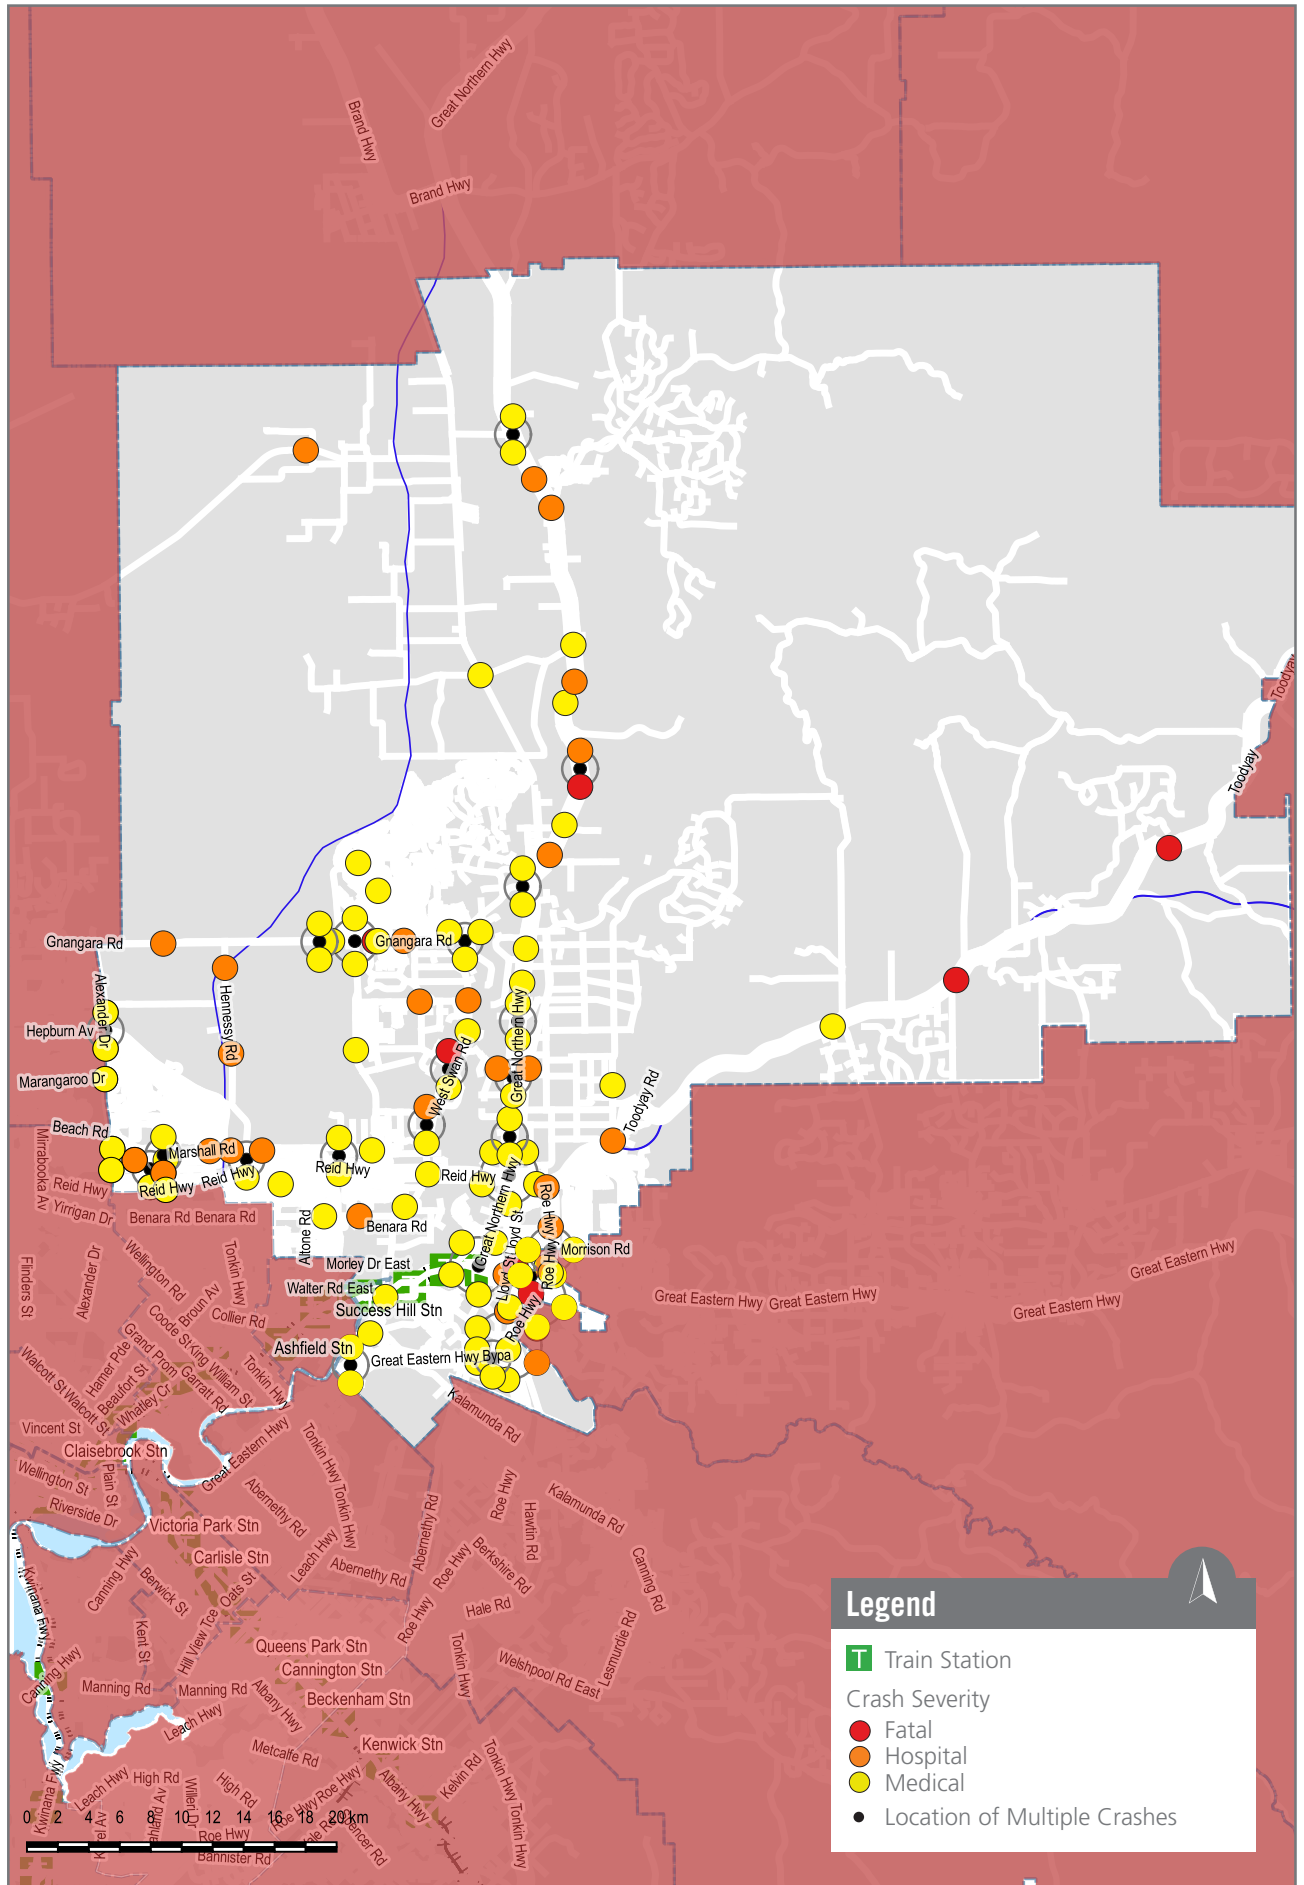 Great Northern Hwy
Brand Hwy
Brand Hwy
Toodyay
Toodyay
Gnangara Rd
Gnangara Rd
Alexander Dr
Hennessy Rd
Hepburn Av
Great Northern Hwy
West Swan Rd
Marangaroo Dr
Toodyay Rd
Beach Rd
Mirrabooka Av
Marshall Rd
Reid Hwy
Reid Hwy
Reid Hwy
Reid Hwy
Reid Hwy
Great Northern Hwy
Roe Hwy
Yirrigan Dr
Benara Rd
Benara Rd
Benara Rd
Altone Rd
Lloyd St
Lloyd St
Roe Hwy
Morrison Rd
Morley Dr East
Walter Rd East
Success Hill Stn
Flinders St
Alexander Dr
Wellington Rd
Tonkin Hwy
Broun Av
Collier Rd
Great Eastern Hwy
Great Eastern Hwy
Great Eastern Hwy
Great Eastern Hwy
Roe Hwy
Coode St
Grand Prom
King William St
Ashfield Stn
Great Eastern Hwy Bypa
Walcott St
Walcott St
Hamer Pde
Beaufort St
Whatley Cr
Garratt Rd
Tonkin Hwy
Kalamunda Rd
Vincent St
Claisebrook Stn
Great Eastern Hwy
Tonkin Hwy
Tonkin Hwy
Wellington St
Plain St
Riverside Dr
Abernethy Rd
Abernethy Rd
Abernethy Rd
Roe Hwy
Hawtin Rd
Kalamunda Rd
Victoria Park Stn
Carlisle Stn
Leach Hwy
Roe Hwy
Berkshire Rd
Canning Rd
Canning Hwy
Berwick St
Oats St
Kwinana Fwy
Kent St
Hill View Tce
Roe Hwy
Hale Rd
Lesmurdie Rd
Queens Park Stn
Cannington Stn
Beckenham Stn
Tonkin Hwy
Welshpool Rd East
Canning Hwy
Manning Rd
Manning Rd
Albany Hwy
Leach Hwy
Metcalfe Rd
Kenwick Stn
Kelvin Rd
Tonkin Hwy
Tonkin Hwy
Kwinana Fwy
Leach Hwy
High Rd
High Rd
Roe Hwy
Roe Hwy
Albany Hwy
Roe Hwy
Bannister Rd
Legend
T Train Station
Crash Severity
Fatal
Hospital
Medical
Location of Multiple Crashes
0 2 4 6 8 10 12 14 16 18 20 km